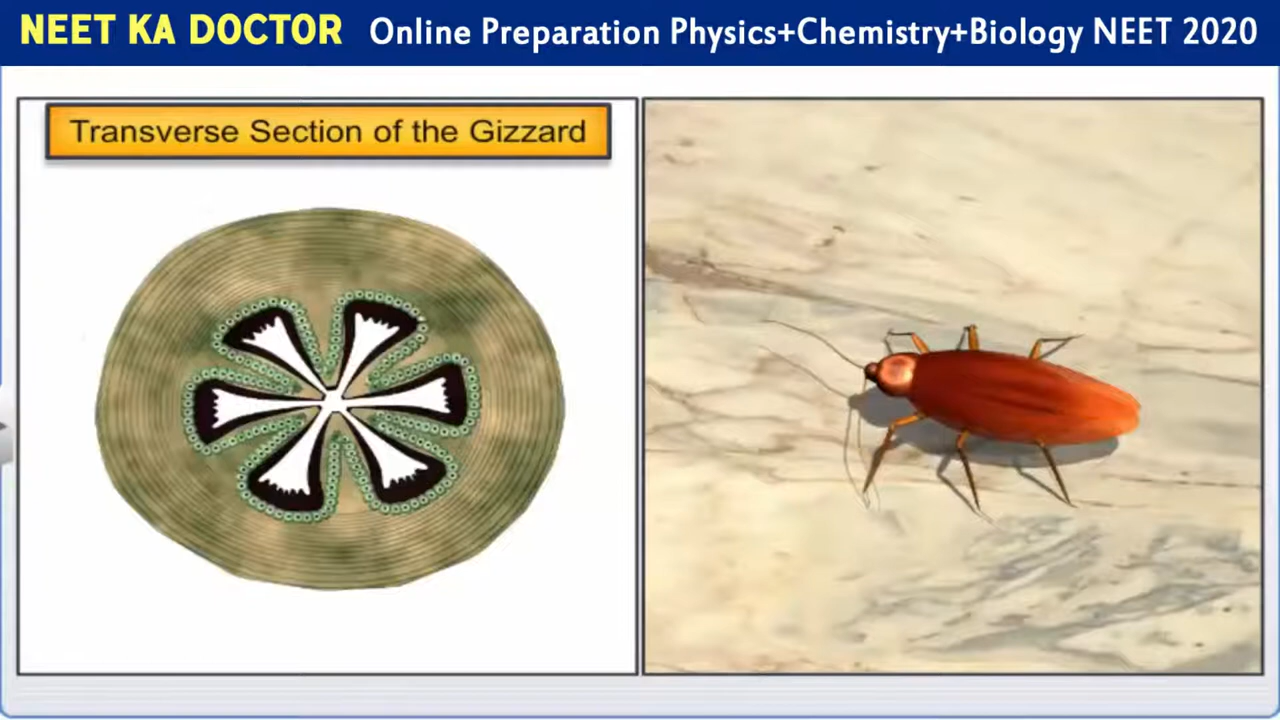 NEET KA DOCTOR Online Preparation Physics+Chemistry+Biology NEET 2020
Transverse Section of the Gizzard